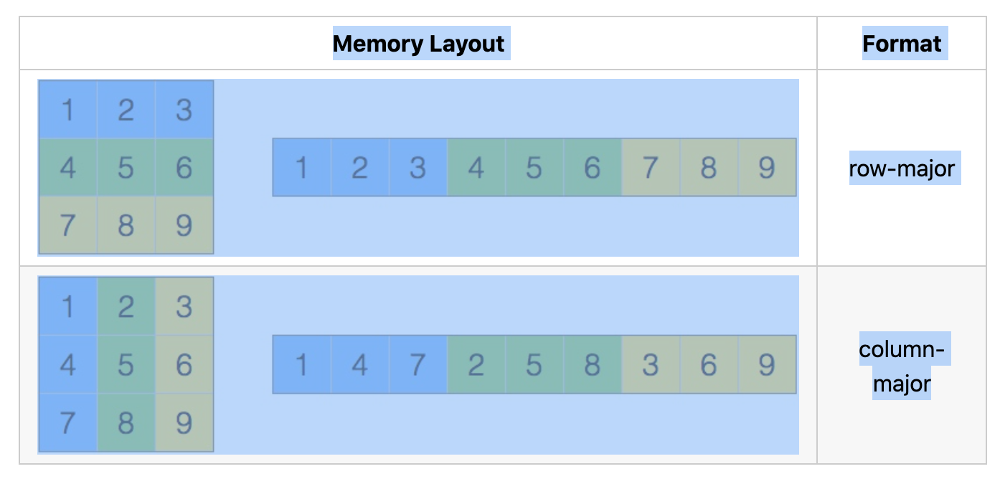 Memory Layout Format
1 2 3
4 5 6
7 8 9
1 2 3 4 5 6 7 8 9
row-major
1 2 3
4 5 6
7 8 9
1 4 7 2 5 8 3 6 9
column-
major